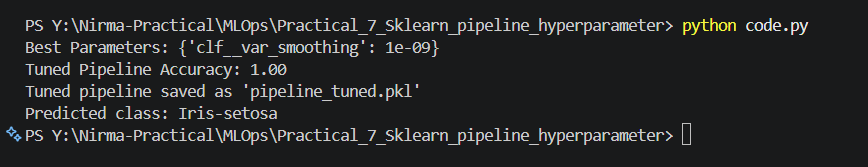 PS Y:\Nirma-Practical\MLOps\Practical_7_Sklearn_pipeline_hyperparameter> python code.py
Best Parameters: {'clf__var_smoothing': 1e-09}
Tuned Pipeline Accuracy: 1.00
Tuned pipeline saved as 'pipeline_tuned.pkl'
Predicted class: Iris-setosa
PS Y:\Nirma-Practical\MLOps\Practical_7_Sklearn_pipeline_hyperparameter>